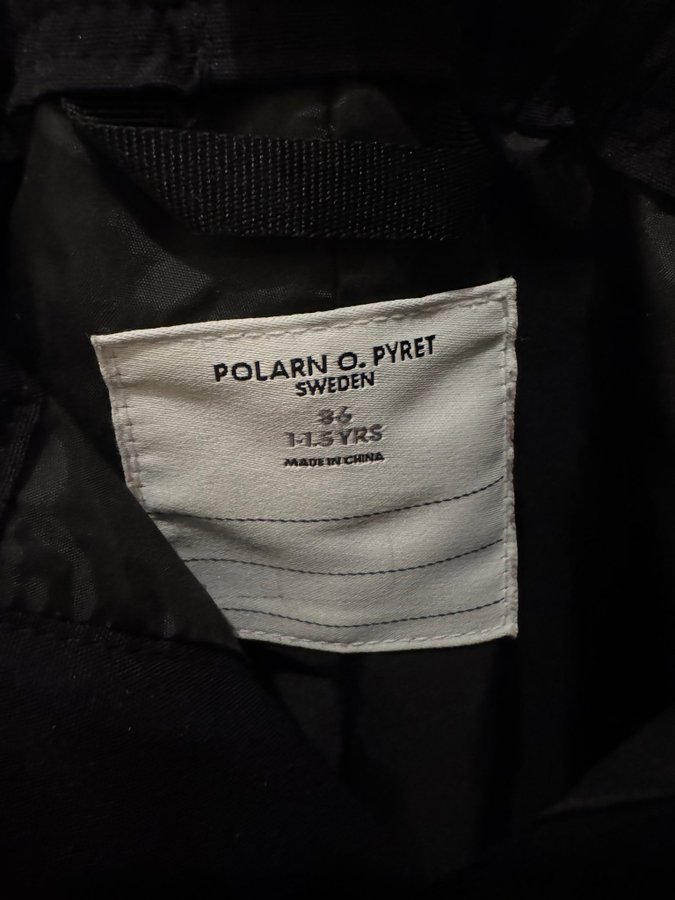 POLARN O. PYRET
SWEDEN
86
1-1.5 YRS
MADE IN CHINA